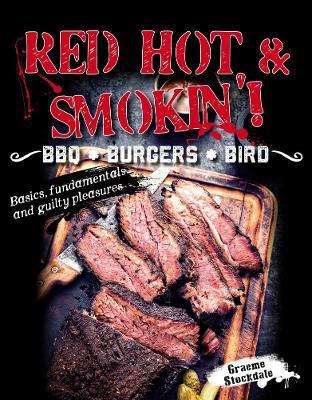 RED HOT &
SMOKIN'!
BBQ * BURGERS * BIRD
Basics, fundamentals
and guilty pleasures
Graeme
Stockdale